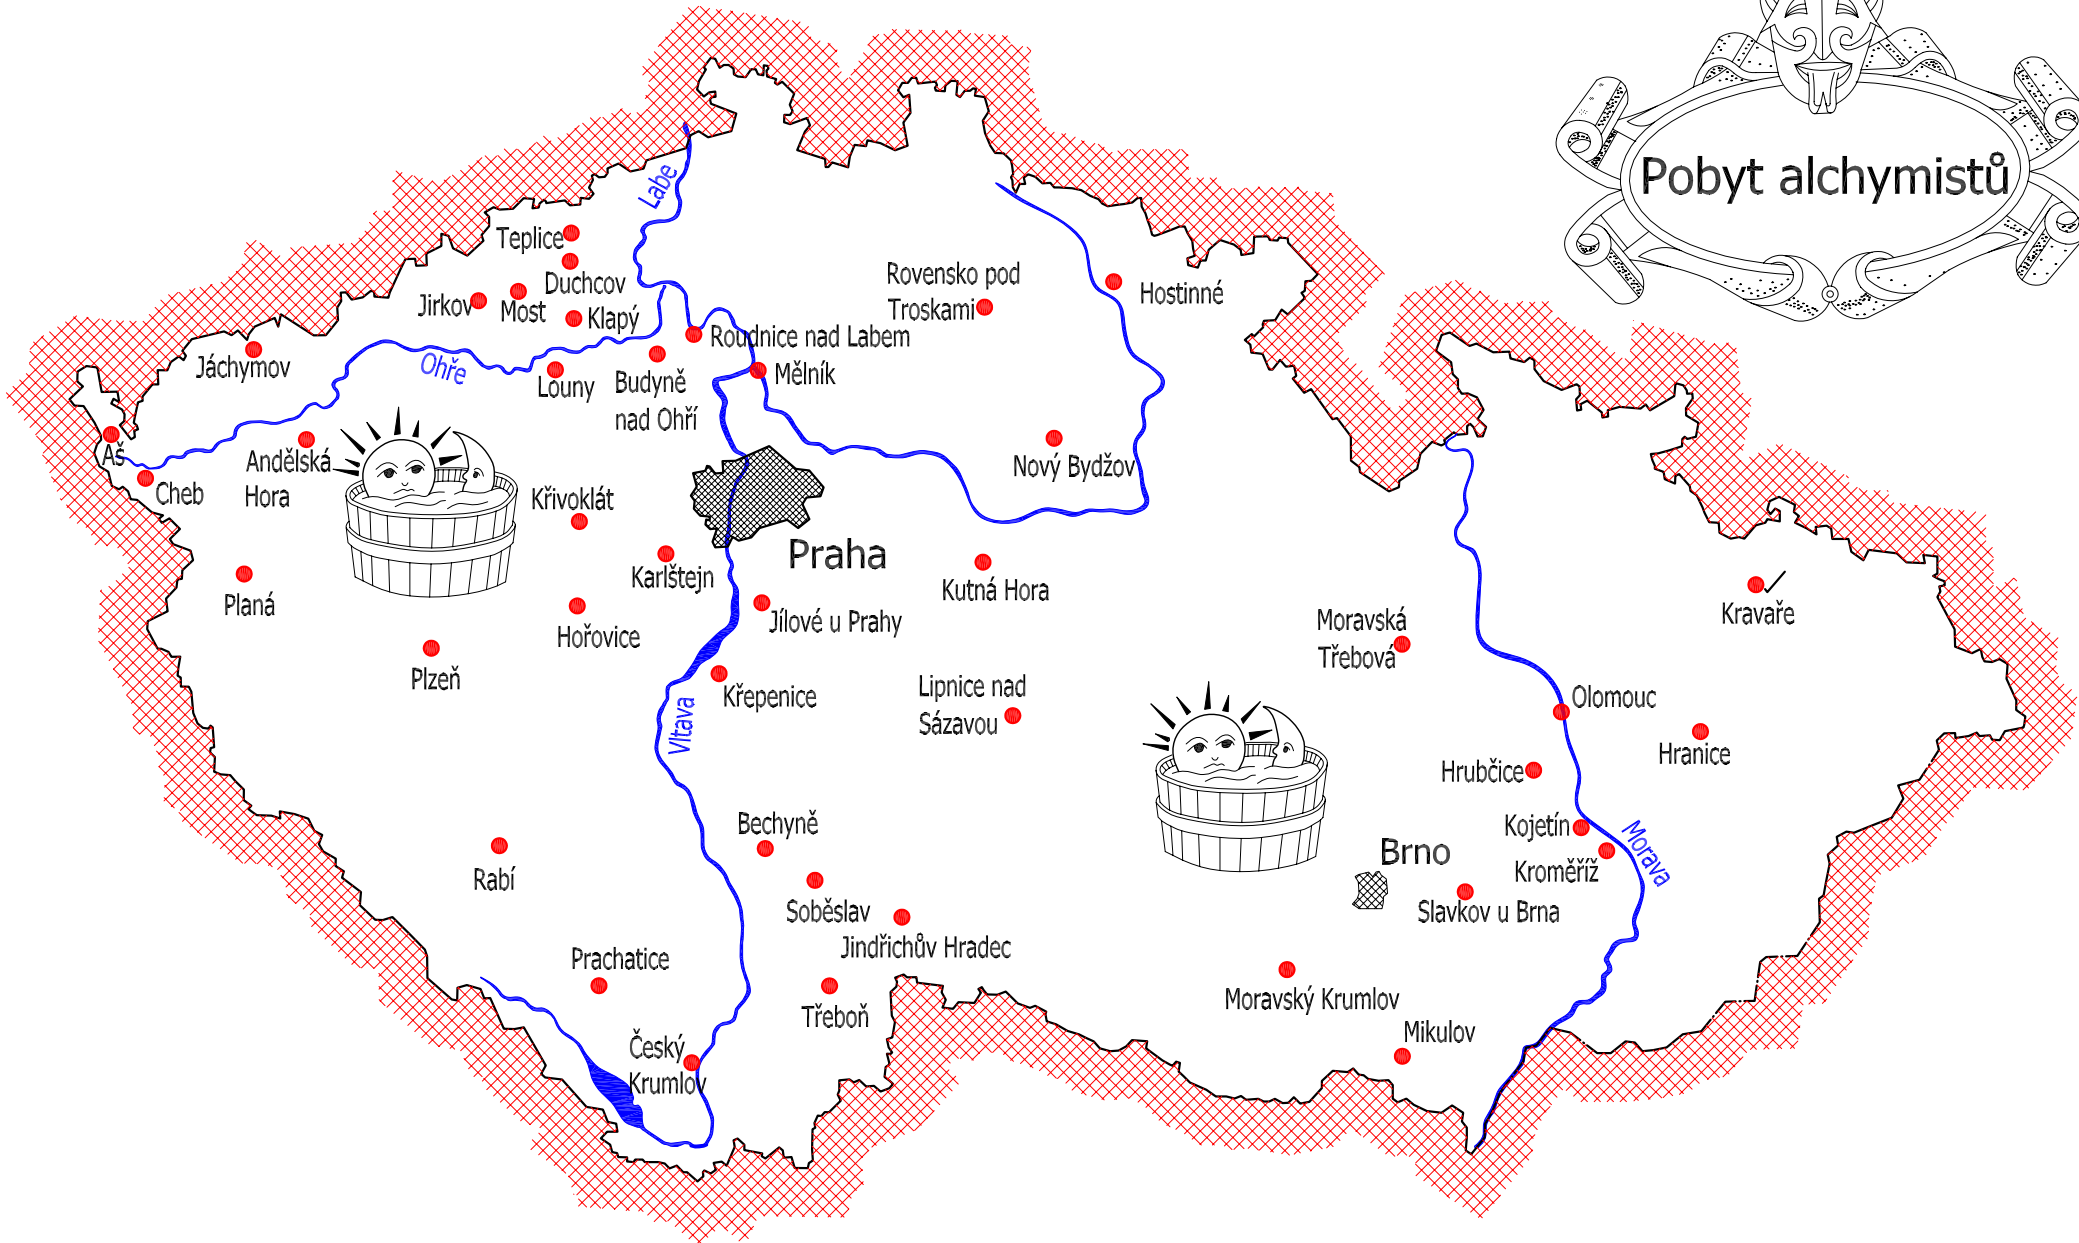 Pobyt alchymistů
Labe
Teplice
Duchcov
Jirkov
Most
Klapý
Rovensko pod
Troskami
Hostinné
Roudnice nad Labem
Jáchymov
Ohře
Louny
Budyně
nad Ohří
Mělník
Aš
Cheb
Andělská
Hora
Křivoklát
Nový Bydžov
Praha
Karlštejn
Kutná Hora
Planá
Jílové u Prahy
Hořovice
Plzeň
Moravská
Třebová
Kravaře
Křepenice
Vltava
Lipnice nad
Sázavou
Olomouc
Hranice
Hrubčice
Bechyně
Kojetín
Morava
Brno
Kroměříž
Rabí
Soběslav
Slavkov u Brna
Jindřichův Hradec
Prachatice
Třeboň
Moravský Krumlov
Mikulov
Český
Krumlov